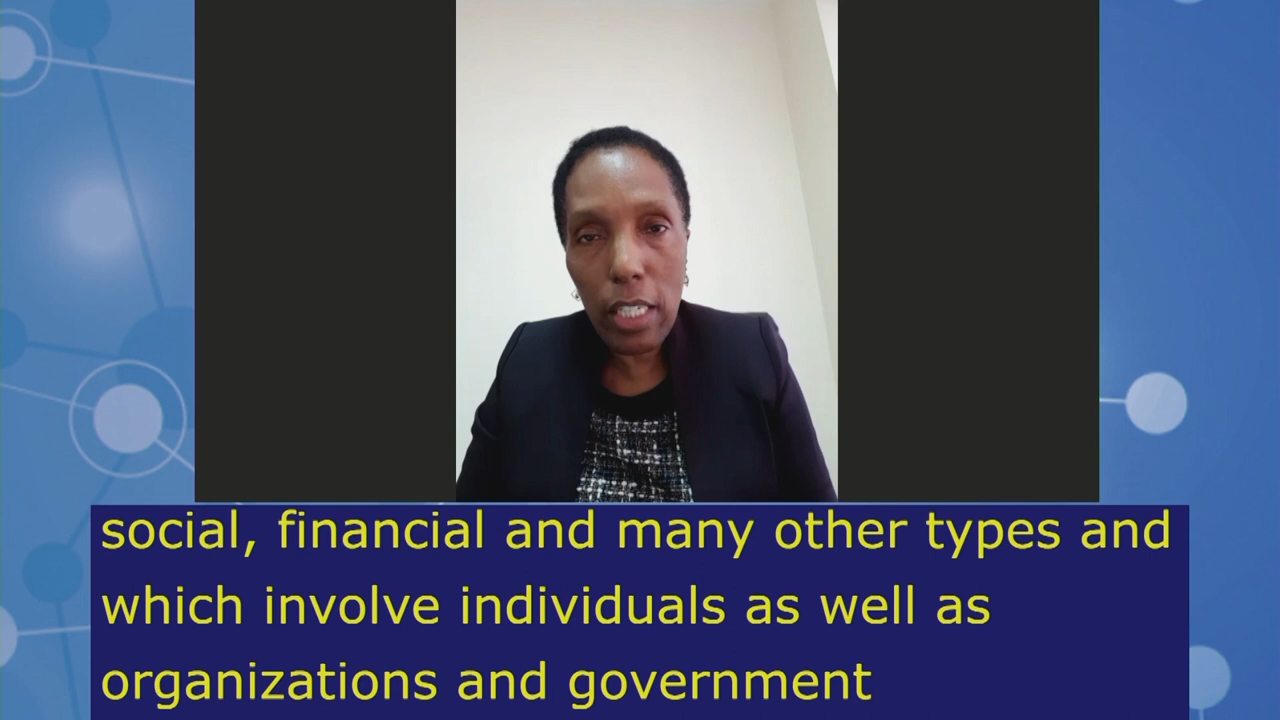 social, financial and many other types and
which involve individuals as well as
organizations and government